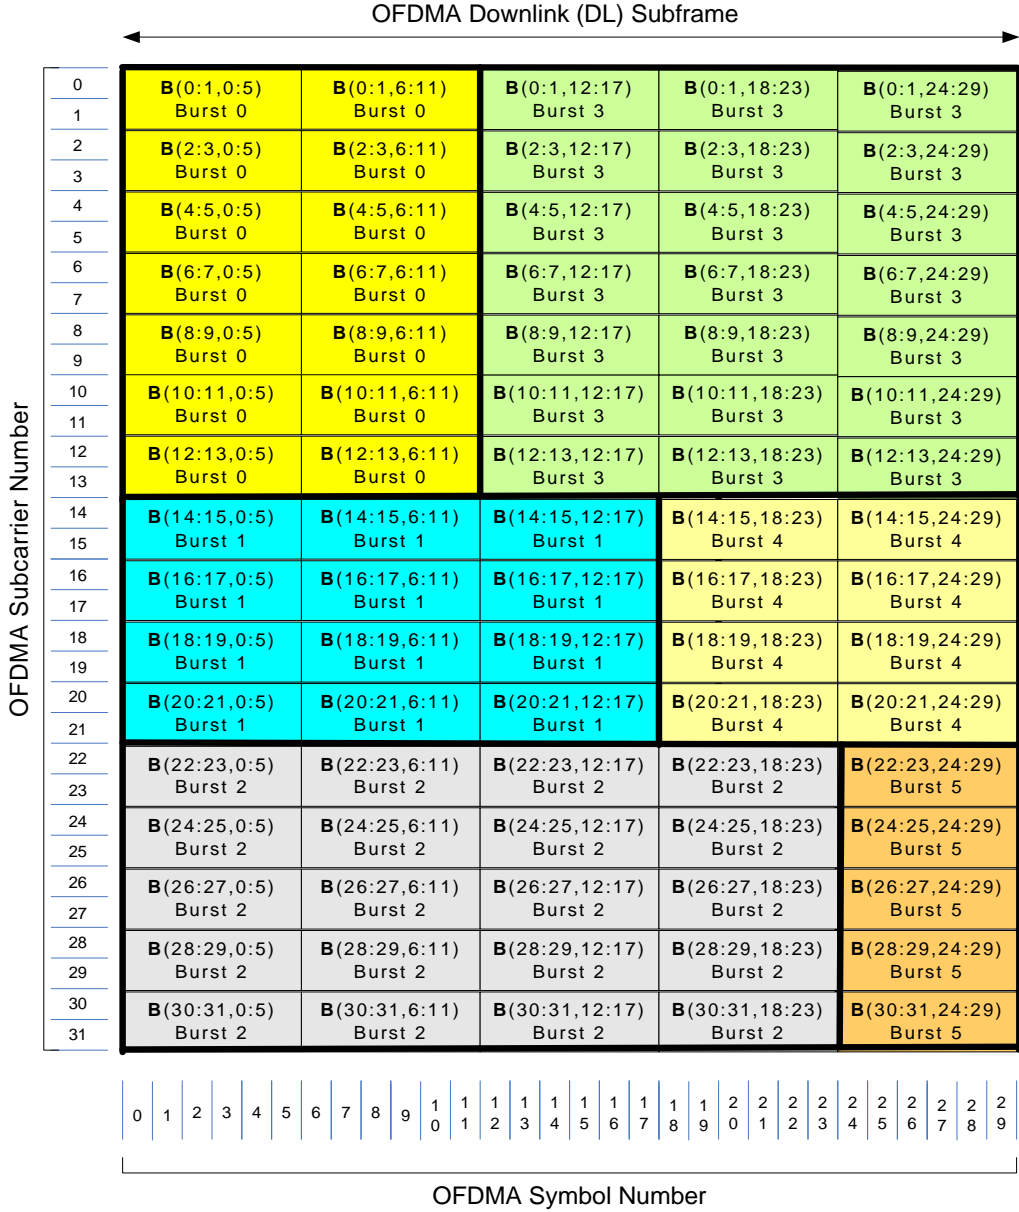 OFDMA Downlink (DL) Subframe
OFDMA Subcarrier Number
0
B(0:1,0:5) B(0:1,6:11) B(0:1,12:17) B(0:1,18:23) B(0:1,24:29)
1
Burst 0 Burst 0 Burst 3 Burst 3 Burst 3
2
B(2:3,0:5) B(2:3,6:11) B(2:3,12:17) B(2:3,18:23) B(2:3,24:29)
3
Burst 0 Burst 0 Burst 3 Burst 3 Burst 3
4
B(4:5,0:5) B(4:5,6:11) B(4:5,12:17) B(4:5,18:23) B(4:5,24:29)
5
Burst 0 Burst 0 Burst 3 Burst 3 Burst 3
6
B(6:7,0:5) B(6:7,6:11) B(6:7,12:17) B(6:7,18:23) B(6:7,24:29)
7
Burst 0 Burst 0 Burst 3 Burst 3 Burst 3
8
B(8:9,0:5) B(8:9,6:11) B(8:9,12:17) B(8:9,18:23) B(8:9,24:29)
9
Burst 0 Burst 0 Burst 3 Burst 3 Burst 3
10
B(10:11,0:5) B(10:11,6:11) B(10:11,12:17) B(10:11,18:23) B(10:11,24:29)
11
Burst 0 Burst 0 Burst 3 Burst 3 Burst 3
12
B(12:13,0:5) B(12:13,6:11) B(12:13,12:17) B(12:13,18:23) B(12:13,24:29)
13
Burst 0 Burst 0 Burst 3 Burst 3 Burst 3
14
B(14:15,0:5) B(14:15,6:11) B(14:15,12:17) B(14:15,18:23) B(14:15,24:29)
15
Burst 1 Burst 1 Burst 1 Burst 4 Burst 4
16
B(16:17,0:5) B(16:17,6:11) B(16:17,12:17) B(16:17,18:23) B(16:17,24:29)
17
Burst 1 Burst 1 Burst 1 Burst 4 Burst 4
18
B(18:19,0:5) B(18:19,6:11) B(18:19,12:17) B(18:19,18:23) B(18:19,24:29)
19
Burst 1 Burst 1 Burst 1 Burst 4 Burst 4
20
B(20:21,0:5) B(20:21,6:11) B(20:21,12:17) B(20:21,18:23) B(20:21,24:29)
21
Burst 1 Burst 1 Burst 1 Burst 4 Burst 4
22
B(22:23,0:5) B(22:23,6:11) B(22:23,12:17) B(22:23,18:23) B(22:23,24:29)
23
Burst 2 Burst 2 Burst 2 Burst 2 Burst 5
24
B(24:25,0:5) B(24:25,6:11) B(24:25,12:17) B(24:25,18:23) B(24:25,24:29)
25
Burst 2 Burst 2 Burst 2 Burst 2 Burst 5
26
B(26:27,0:5) B(26:27,6:11) B(26:27,12:17) B(26:27,18:23) B(26:27,24:29)
27
Burst 2 Burst 2 Burst 2 Burst 2 Burst 5
28
B(28:29,0:5) B(28:29,6:11) B(28:29,12:17) B(28:29,18:23) B(28:29,24:29)
29
Burst 2 Burst 2 Burst 2 Burst 2 Burst 5
30
B(30:31,0:5) B(30:31,6:11) B(30:31,12:17) B(30:31,18:23) B(30:31,24:29)
31
Burst 2 Burst 2 Burst 2 Burst 2 Burst 5
0 1 2 3 4 5 6 7 8 9 10 11 12 13 14 15 16 17 18 19 20 21 22 23 24 25 26 27 28 29
OFDMA Symbol Number